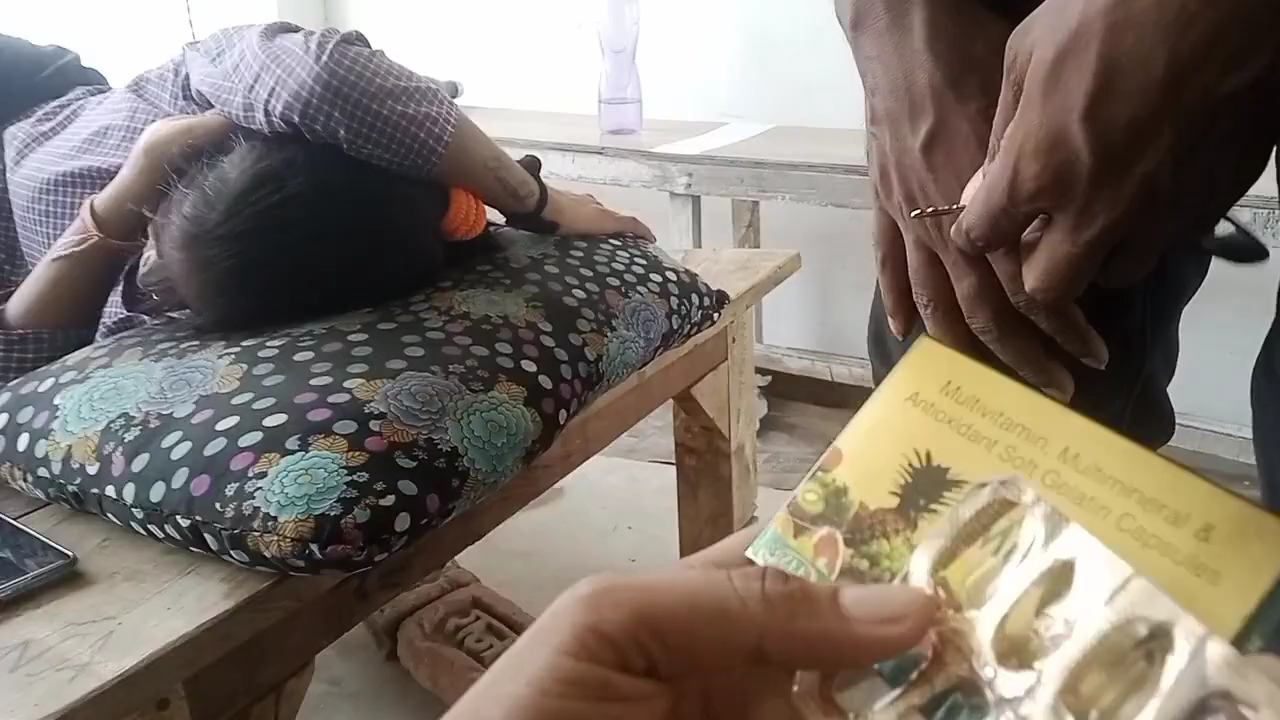 Multivitamin, Multimineral &
Antioxidant Soft Gelatin Capsules